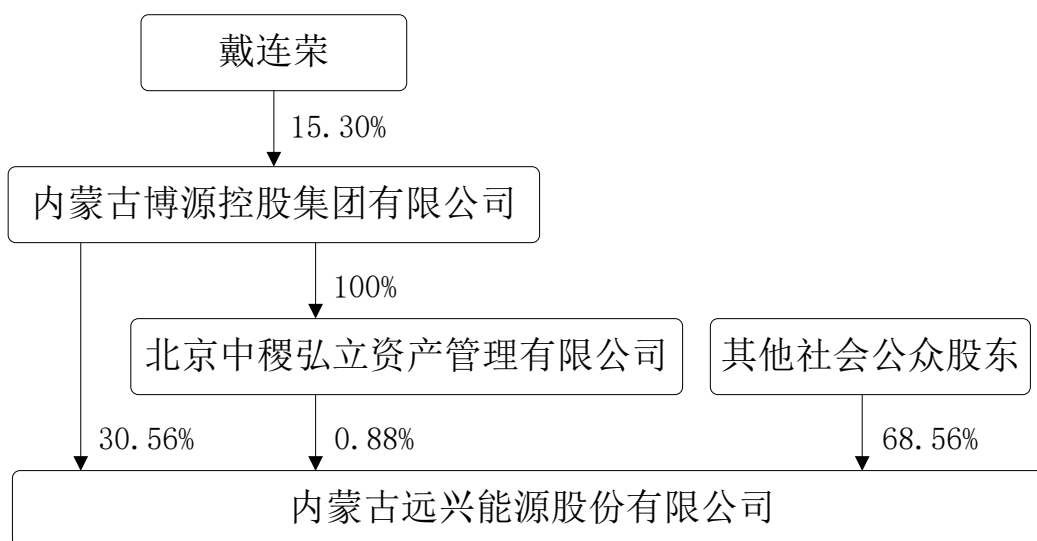 戴连荣
15.30%
内蒙古博源控股集团有限公司
100%
北京中稷弘立资产管理有限公司
其他社会公众股东
30.56%
0.88%
68.56%
内蒙古远兴能源股份有限公司